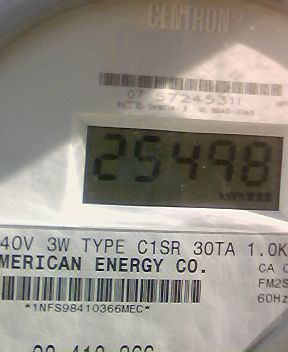 CENTRON®
07 57245311
25498
kWh
40V 3W TYPE C1SR 30TA 1.0K
MERICAN ENERGY CO.
CA 0
FM2S
60Hz
*1NFS98410366MEC*